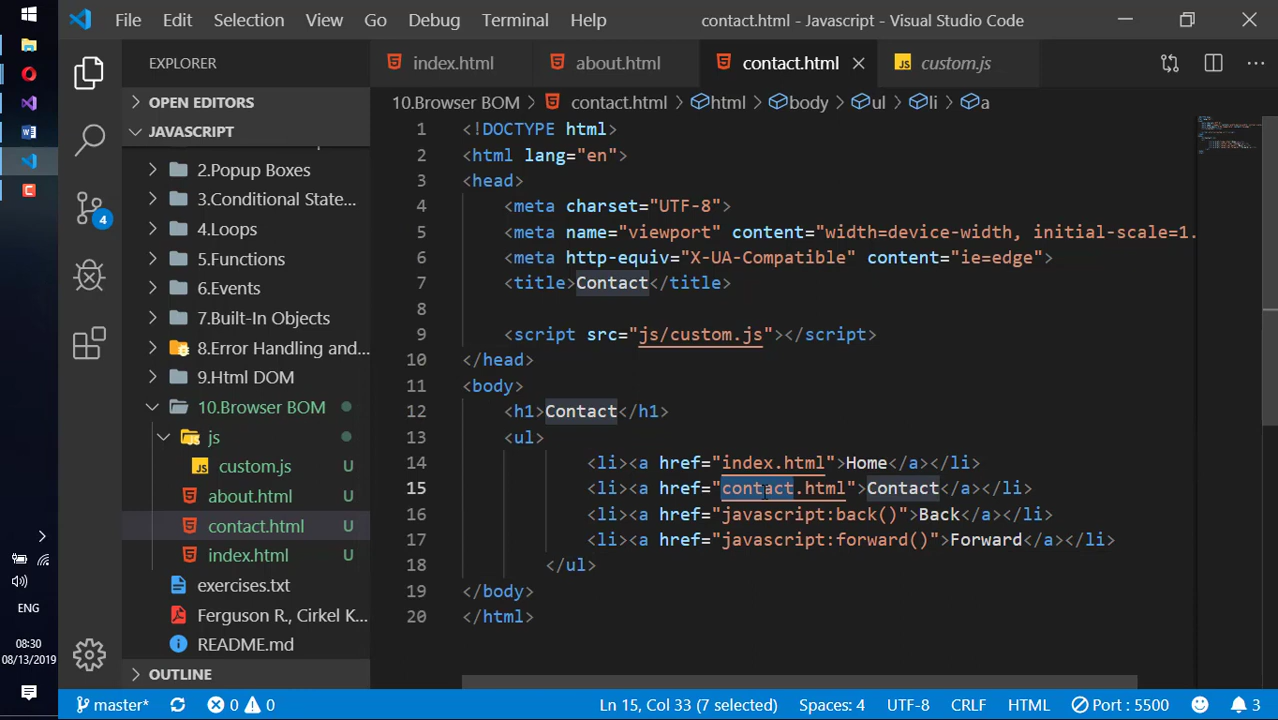 File Edit Selection View Go Debug Terminal Help
contact.html - Javascript - Visual Studio Code
EXPLORER
OPEN EDITORS
JAVASCRIPT
2.Popup Boxes
3.Conditional State...
4.Loops
5.Functions
6.Events
7.Built-In Objects
8.Error Handling and...
9.Html DOM
10.Browser BOM
js
custom.js U
about.html U
contact.html U
index.html U
exercises.txt
Ferguson R., Cirkel K...
README.md
OUTLINE
4
index.html
about.html
contact.html
JS custom.js
10.Browser BOM > contact.html > html > body > ul > li > a
1 <!DOCTYPE html>
2 <html lang="en">
3 <head>
4 <meta charset="UTF-8">
5 <meta name="viewport" content="width=device-width, initial-scale=1.
6 <meta http-equiv="X-UA-Compatible" content="ie=edge">
7 <title>Contact</title>
8
9 <script src="js/custom.js"></script>
10 </head>
11 <body>
12 <h1>Contact</h1>
13 <ul>
14 <li><a href="index.html">Home</a></li>
15 <li><a href="contact.html">Contact</a></li>
16 <li><a href="javascript:back()">Back</a></li>
17 <li><a href="javascript:forward()">Forward</a></li>
18 </ul>
19 </body>
20 </html>
ENG
08:30
08/13/2019
master* 0 0
Ln 15, Col 33 (7 selected) Spaces: 4 UTF-8 CRLF HTML Port : 5500 3